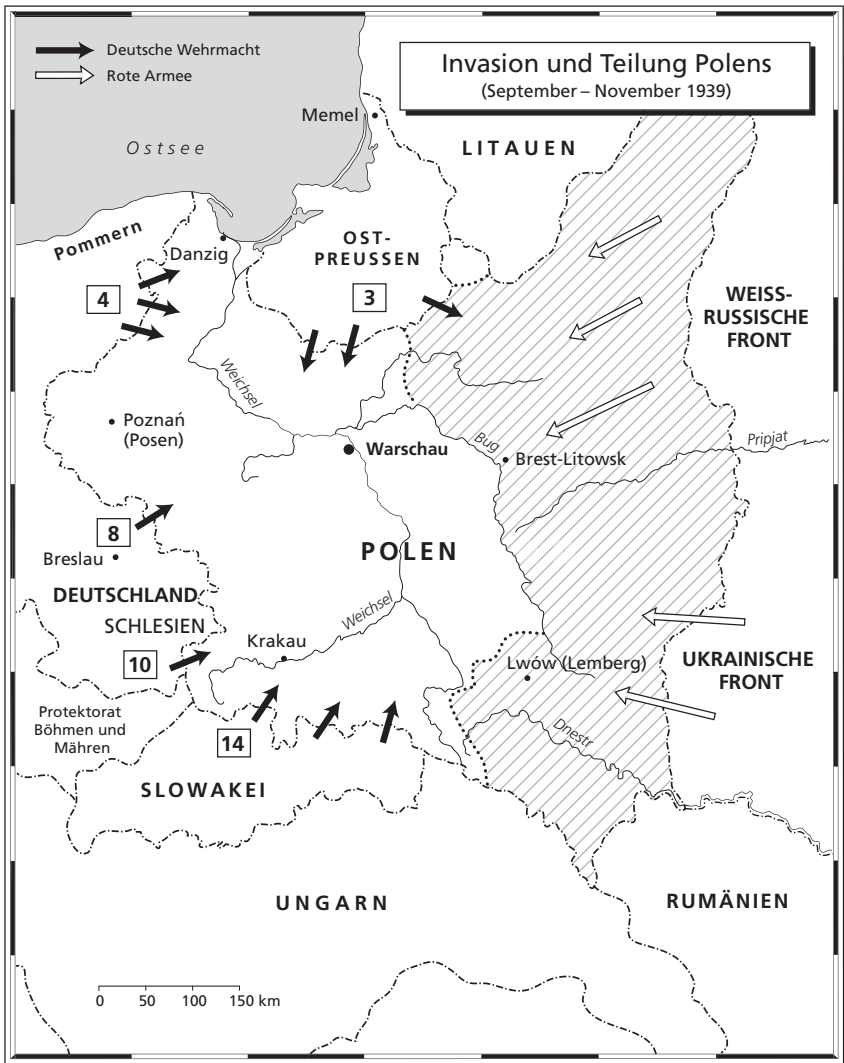 Deutsche Wehrmacht
Rote Armee
Invasion und Teilung Polens
(September – November 1939)
Memel
Ostsee
LITAUEN
Pommern
Danzig
OST-
PREUSSEN
4
3
WEISS-
RUSSISCHE
FRONT
Weichsel
Poznań
(Posen)
Warschau
Bug
Brest-Litowsk
Pripjat
8
Breslau
POLEN
DEUTSCHLAND
SCHLESIEN
Weichsel
Krakau
10
Lwów (Lemberg)
UKRAINISCHE
FRONT
Protektorat
Böhmen und
Mähren
14
Dnestr
SLOWAKEI
UNGARN
RUMÄNIEN
0 50 100 150 km